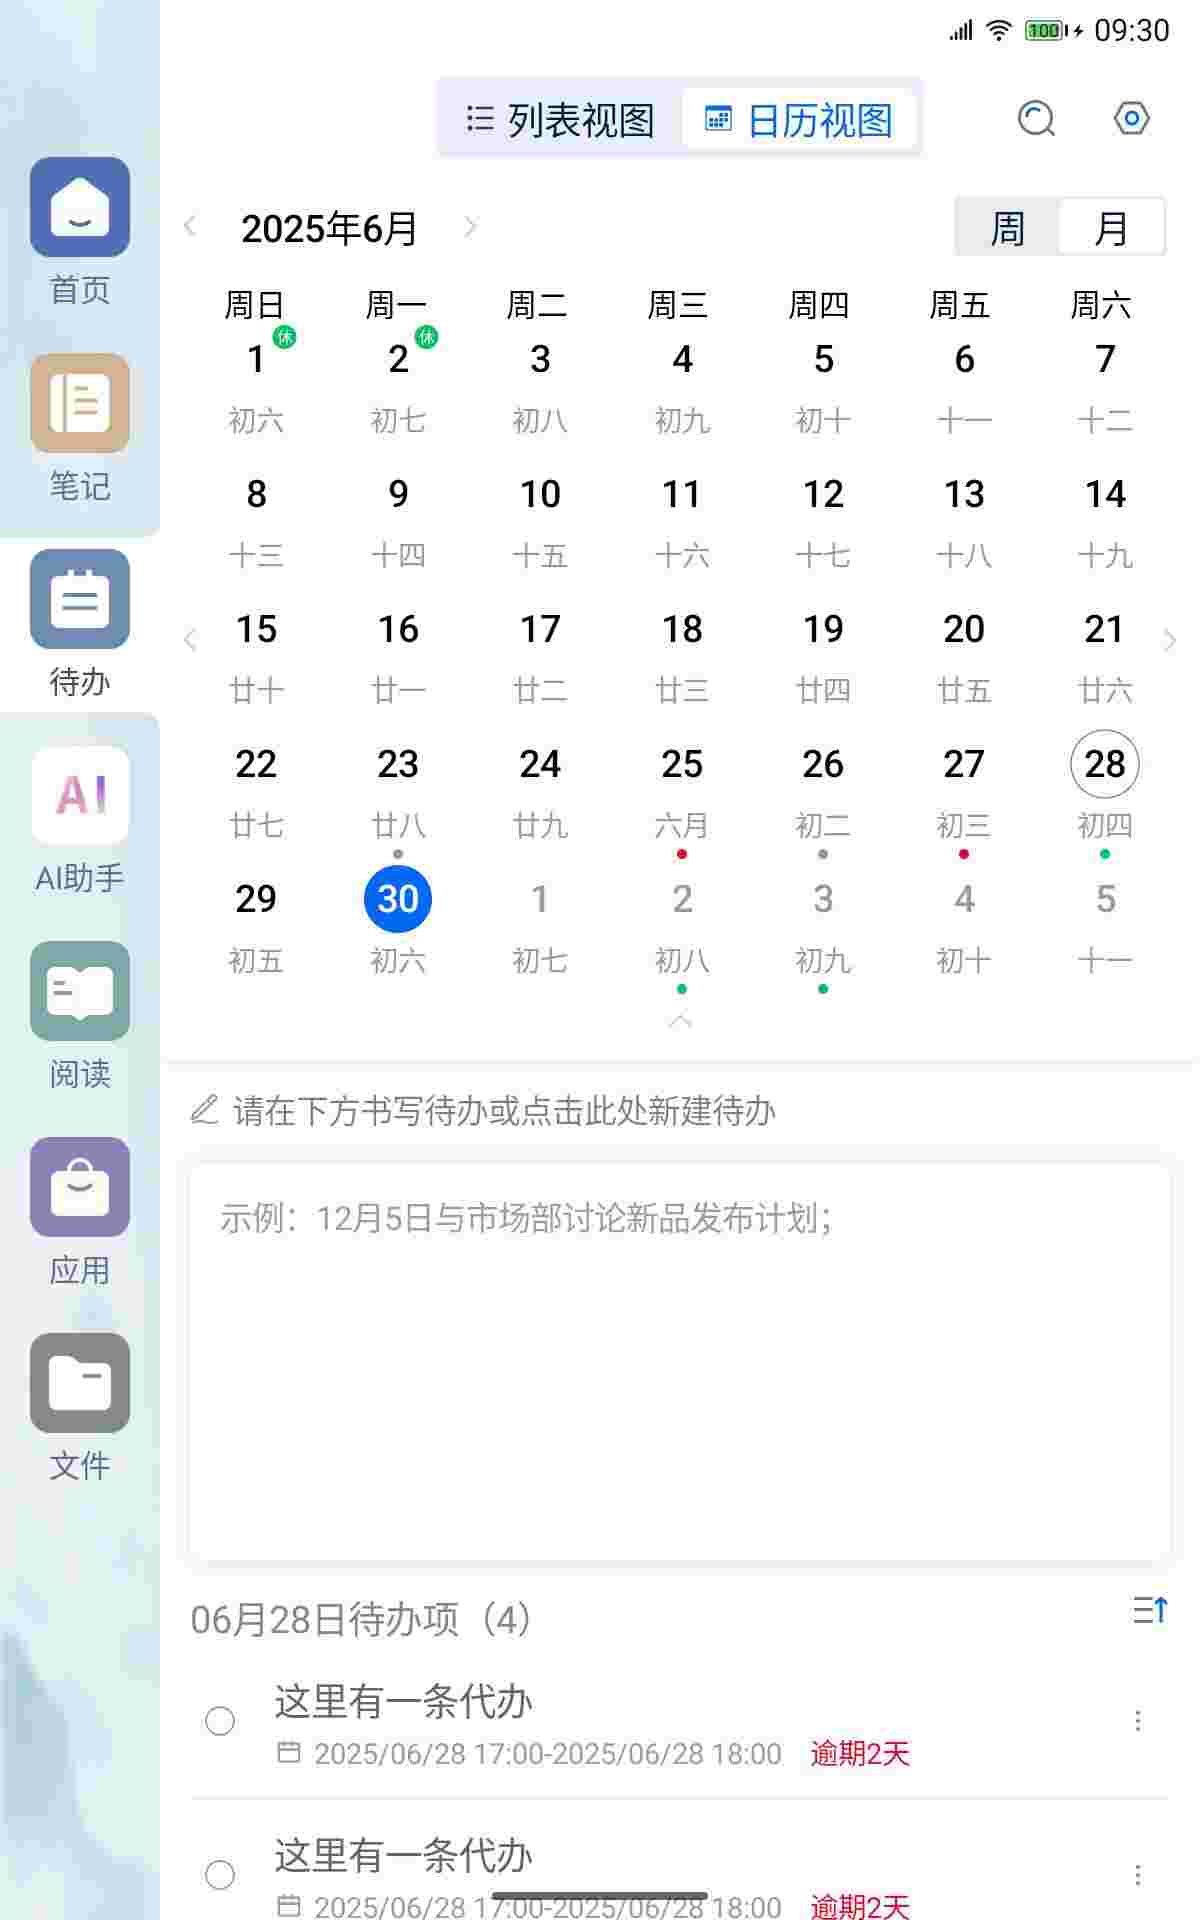 100 09:30
列表视图 日历视图
2025年6月
周 月
周日 周一 周二 周三 周四 周五 周六
休 休
1 2 3 4 5 6 7
初六 初七 初八 初九 初十 十一 十二
8 9 10 11 12 13 14
十三 十四 十五 十六 十七 十八 十九
15 16 17 18 19 20 21
廿十 廿一 廿二 廿三 廿四 廿五 廿六
22 23 24 25 26 27 28
廿七 廿八 廿九 六月 初二 初三 初四
29 30 1 2 3 4 5
初五 初六 初七 初八 初九 初十 十一
首页
笔记
待办
AI
AI助手
阅读
应用
文件
请在下方书写待办或点击此处新建待办
示例：12月5日与市场部讨论新品发布计划；
06月28日待办项（4）
这里有一条代办
2025/06/28 17:00-2025/06/28 18:00 逾期2天
这里有一条代办
2025/06/28 17:00-2025/06/28 18:00 逾期2天